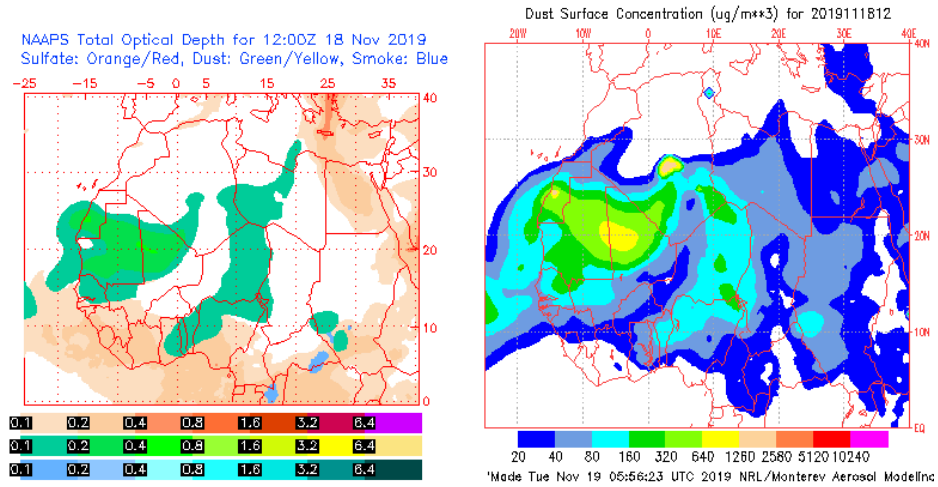 NAAPS Total Optical Depth for 12:00Z 18 Nov 2019
Sulfate: Orange/Red, Dust: Green/Yellow, Smoke: Blue
-25 -15 -5 0 5 15 25 35
40
30
20
10
0
0.1 0.2 0.4 0.8 1.6 3.2 6.4
0.1 0.2 0.4 0.8 1.6 3.2 6.4
0.1 0.2 0.4 0.8 1.6 3.2 6.4
Dust Surface Concentration (ug/m**3) for 2019111812
20W 10W 0 10E 20E 30E 40E
40N
30N
20N
10N
EQ
20 40 80 160 320 640 1260 2580 5120 10240
'Made Tue Nov 19 05:56:23 UTC 2019 NRL/Monterey Aerosol Modeling